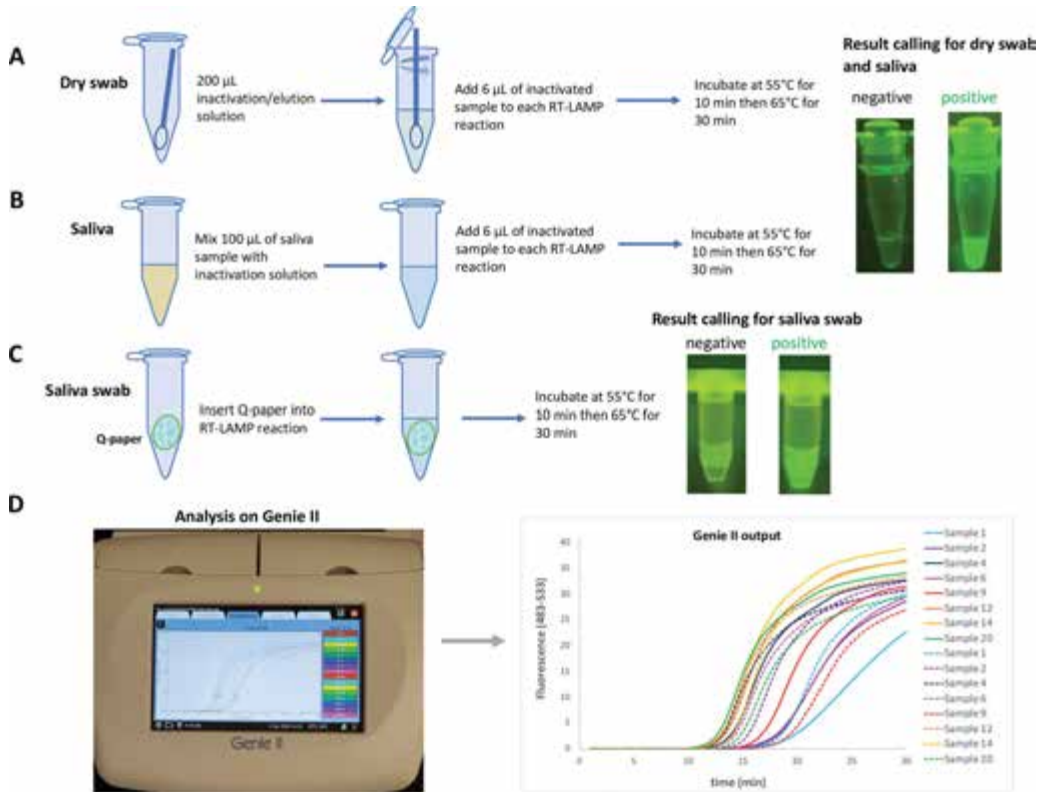 A
Dry swab
200 µL
inactivation/elution
solution
Add 6 µL of inactivated
sample to each RT-LAMP
reaction
Incubate at 55°C for
10 min then 65°C for
30 min
Result calling for dry swab
and saliva
negative positive
B
Saliva
Mix 100 µL of saliva
sample with
inactivation solution
Add 6 µL of inactivated
sample to each RT-LAMP
reaction
Incubate at 55°C for
10 min then 65°C for
30 min
Result calling for saliva swab
negative positive
C
Saliva swab
Q-paper
Insert Q-paper into
RT-LAMP reaction
Incubate at 55°C for
10 min then 65°C for
30 min
D
Analysis on Genie II
Genie II
Genie II output
Fluorescence (483-533)
40
35
30
25
20
15
10
5
0
0 5 10 15 20 25 30
time (min)
Sample 1
Sample 2
Sample 4
Sample 6
Sample 9
Sample 12
Sample 14
Sample 20
Sample 1
Sample 2
Sample 4
Sample 6
Sample 9
Sample 12
Sample 14
Sample 20